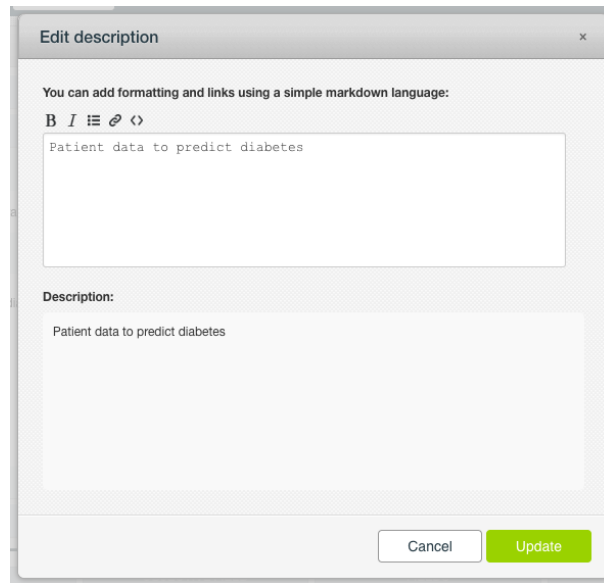 Edit description
×
You can add formatting and links using a simple markdown language:
B I
Patient data to predict diabetes
Description:
Patient data to predict diabetes
Cancel Update